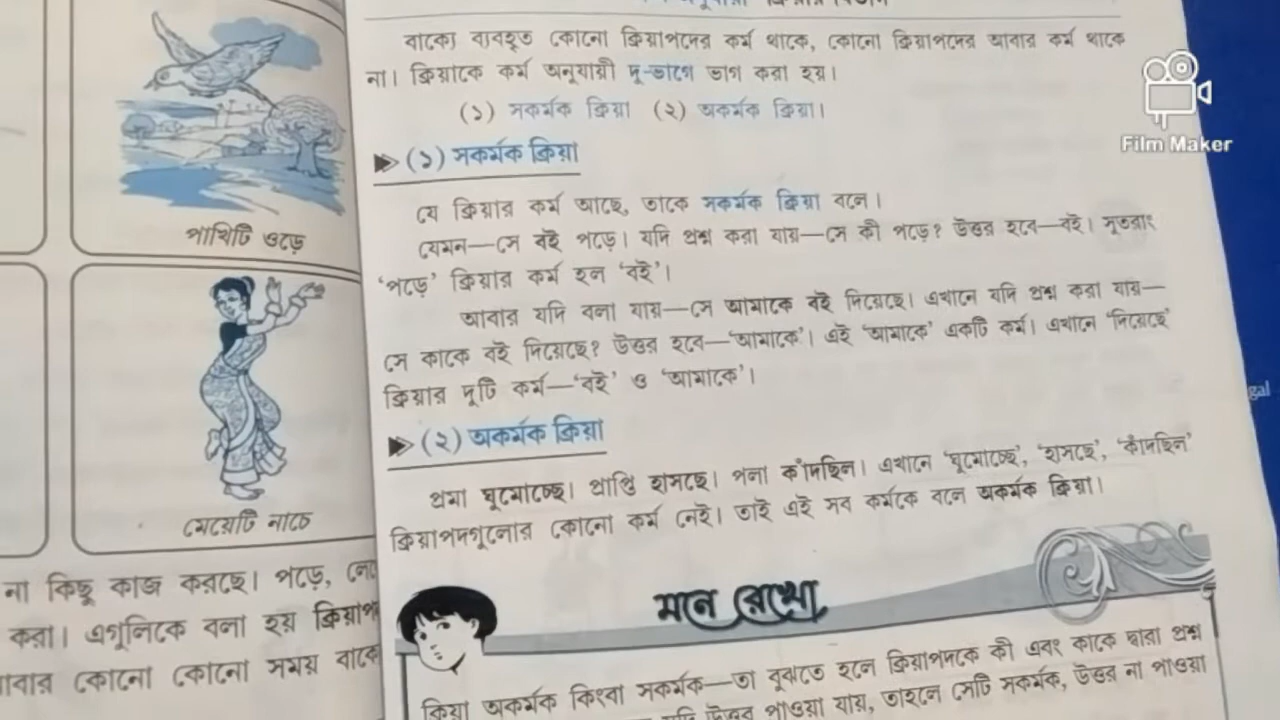 পাখিটি ওড়ে
মেয়েটি নাচে
না কিছু কাজ করছে। পড়ে,
করা। এগুলিকে বলা হয়
কোনো কোনো সময়
ক্রিয়ার
বাক্যে ব্যবহৃত কোনো ক্রিয়াপদের কর্ম থাকে, কোনো ক্রিয়াপদের আবার কর্ম থাকে
না। ক্রিয়াকে কর্ম অনুযায়ী দু-ভাগে ভাগ করা হয়।
(১) সকর্মক ক্রিয়া (২) অকর্মক ক্রিয়া।
(১) সকর্মক ক্রিয়া
যে ক্রিয়ার কর্ম আছে, তাকে সকর্মক ক্রিয়া বলে।
যেমন—সে বই পড়ে। যদি প্রশ্ন করা যায়—সে কী পড়ে? উত্তর হবে—বই। সুতরাং
'পড়ে' ক্রিয়ার কর্ম হল 'বই'।
আবার যদি বলা যায়—সে আমাকে বই দিয়েছে। এখানে যদি প্রশ্ন করা যায়—
সে কাকে বই দিয়েছে? উত্তর হবে—'আমাকে'। এই 'আমাকে' একটি কর্ম। এখানে 'দিয়েছে'
ক্রিয়ার দুটি কর্ম—'বই' ও 'আমাকে'।
(২) অকর্মক ক্রিয়া
প্রমা ঘুমোচ্ছে। প্রাপ্তি হাসছে। পলা কাঁদছিল। এখানে 'ঘুমোচ্ছে', 'হাসছে', 'কাঁদছিল'
ক্রিয়াপদগুলোর কোনো কর্ম নেই। তাই এই সব কর্মকে বলে অকর্মক ক্রিয়া।
মনে রেখো
ক্রিয়া অকর্মক কিংবা সকর্মক—তা বুঝতে হলে ক্রিয়াপদকে কী এবং কাকে দ্বারা প্রশ্ন
যদি উত্তর পাওয়া যায়, তাহলে সেটি সকর্মক, উত্তর না পাওয়া
Film Maker
gal